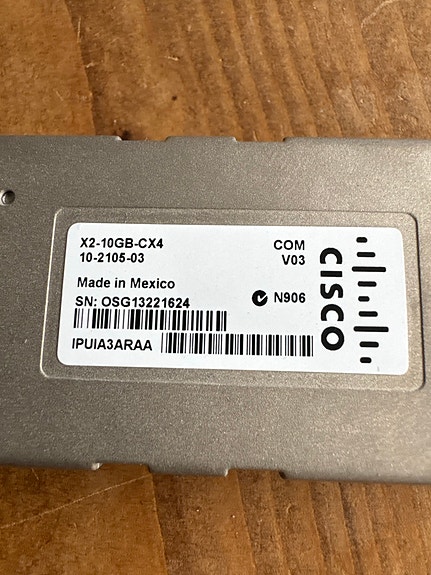 X2-10GB-CX4
10-2105-03
COM
V03
Made in Mexico
SN: OSG13221624
N906
IPUIA3ARAA
CISCO